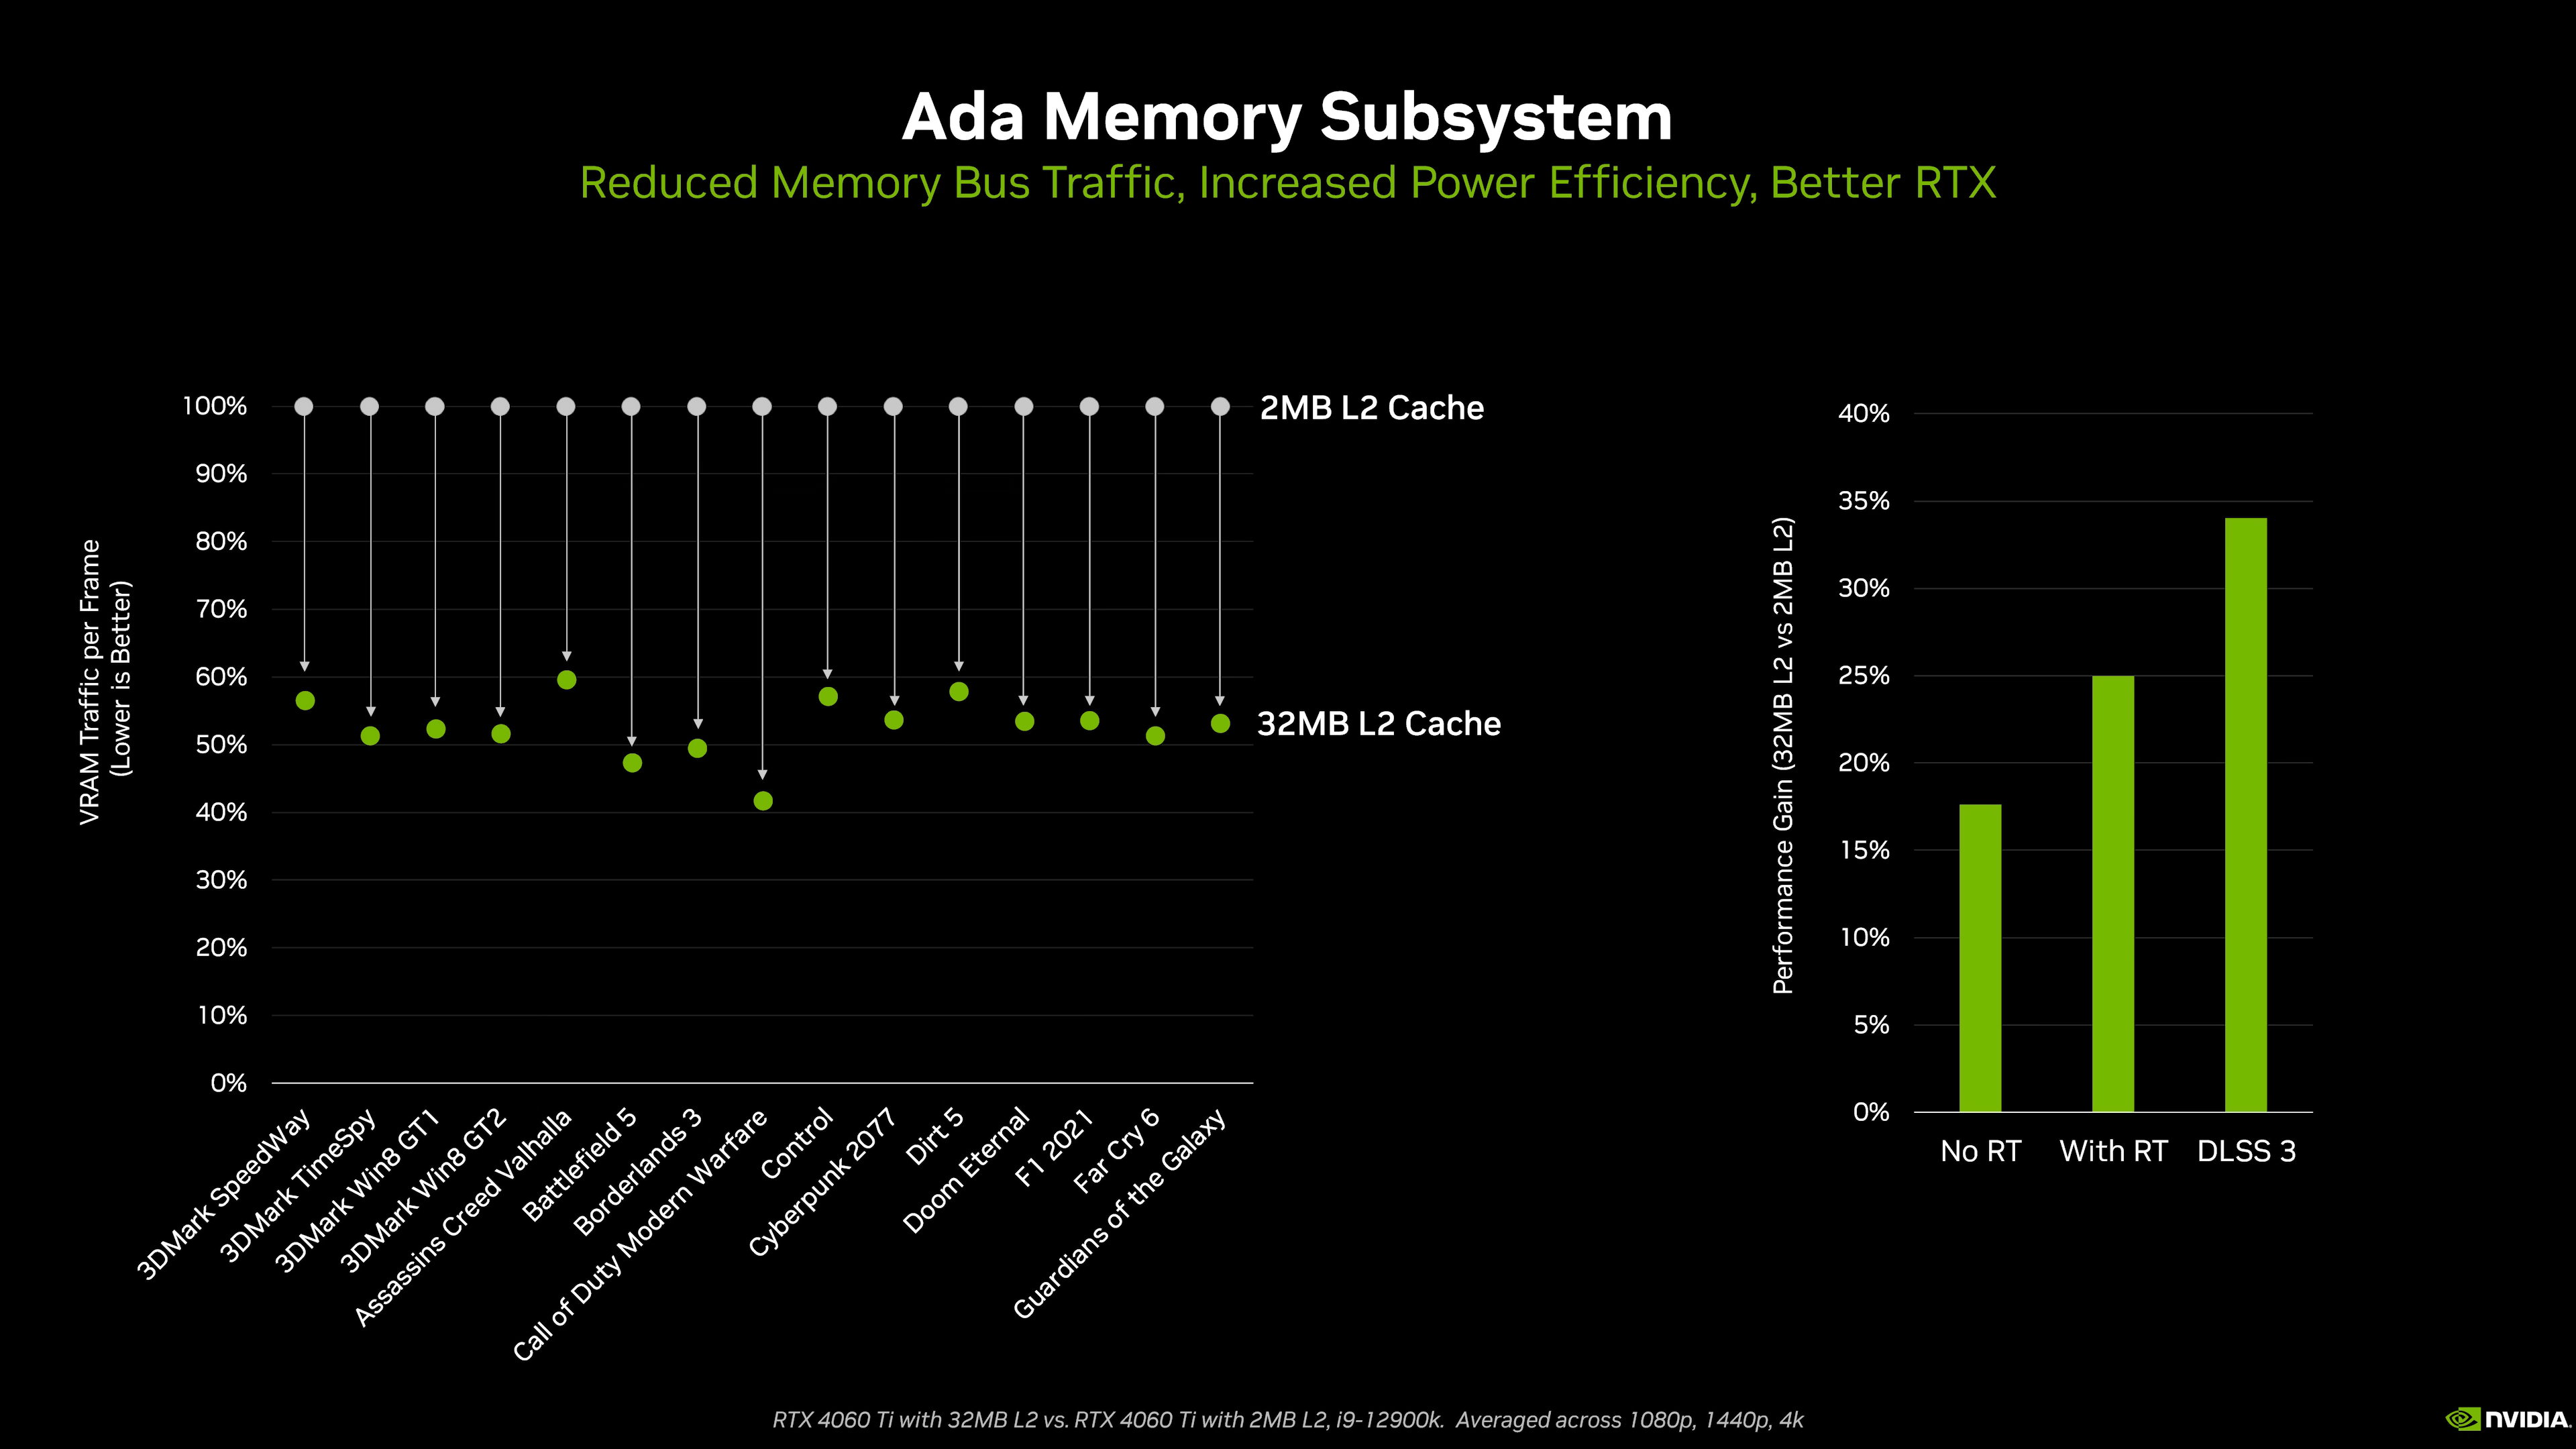 Ada Memory Subsystem
Reduced Memory Bus Traffic, Increased Power Efficiency, Better RTX
VRAM Traffic per Frame
(Lower is Better)
100%
90%
80%
70%
60%
50%
40%
30%
20%
10%
0%
2MB L2 Cache
32MB L2 Cache
3DMark SpeedWay
3DMark TimeSpy
3DMark Win8 GT1
3DMark Win8 GT2
Assassins Creed Valhalla
Battlefield 5
Borderlands 3
Call of Duty Modern Warfare
Control
Cyberpunk 2077
Dirt 5
Doom Eternal
F1 2021
Far Cry 6
Guardians of the Galaxy
Performance Gain (32MB L2 vs 2MB L2)
40%
35%
30%
25%
20%
15%
10%
5%
0%
No RT
With RT
DLSS 3
RTX 4060 Ti with 32MB L2 vs. RTX 4060 Ti with 2MB L2, i9-12900k. Averaged across 1080p, 1440p, 4k
NVIDIA.